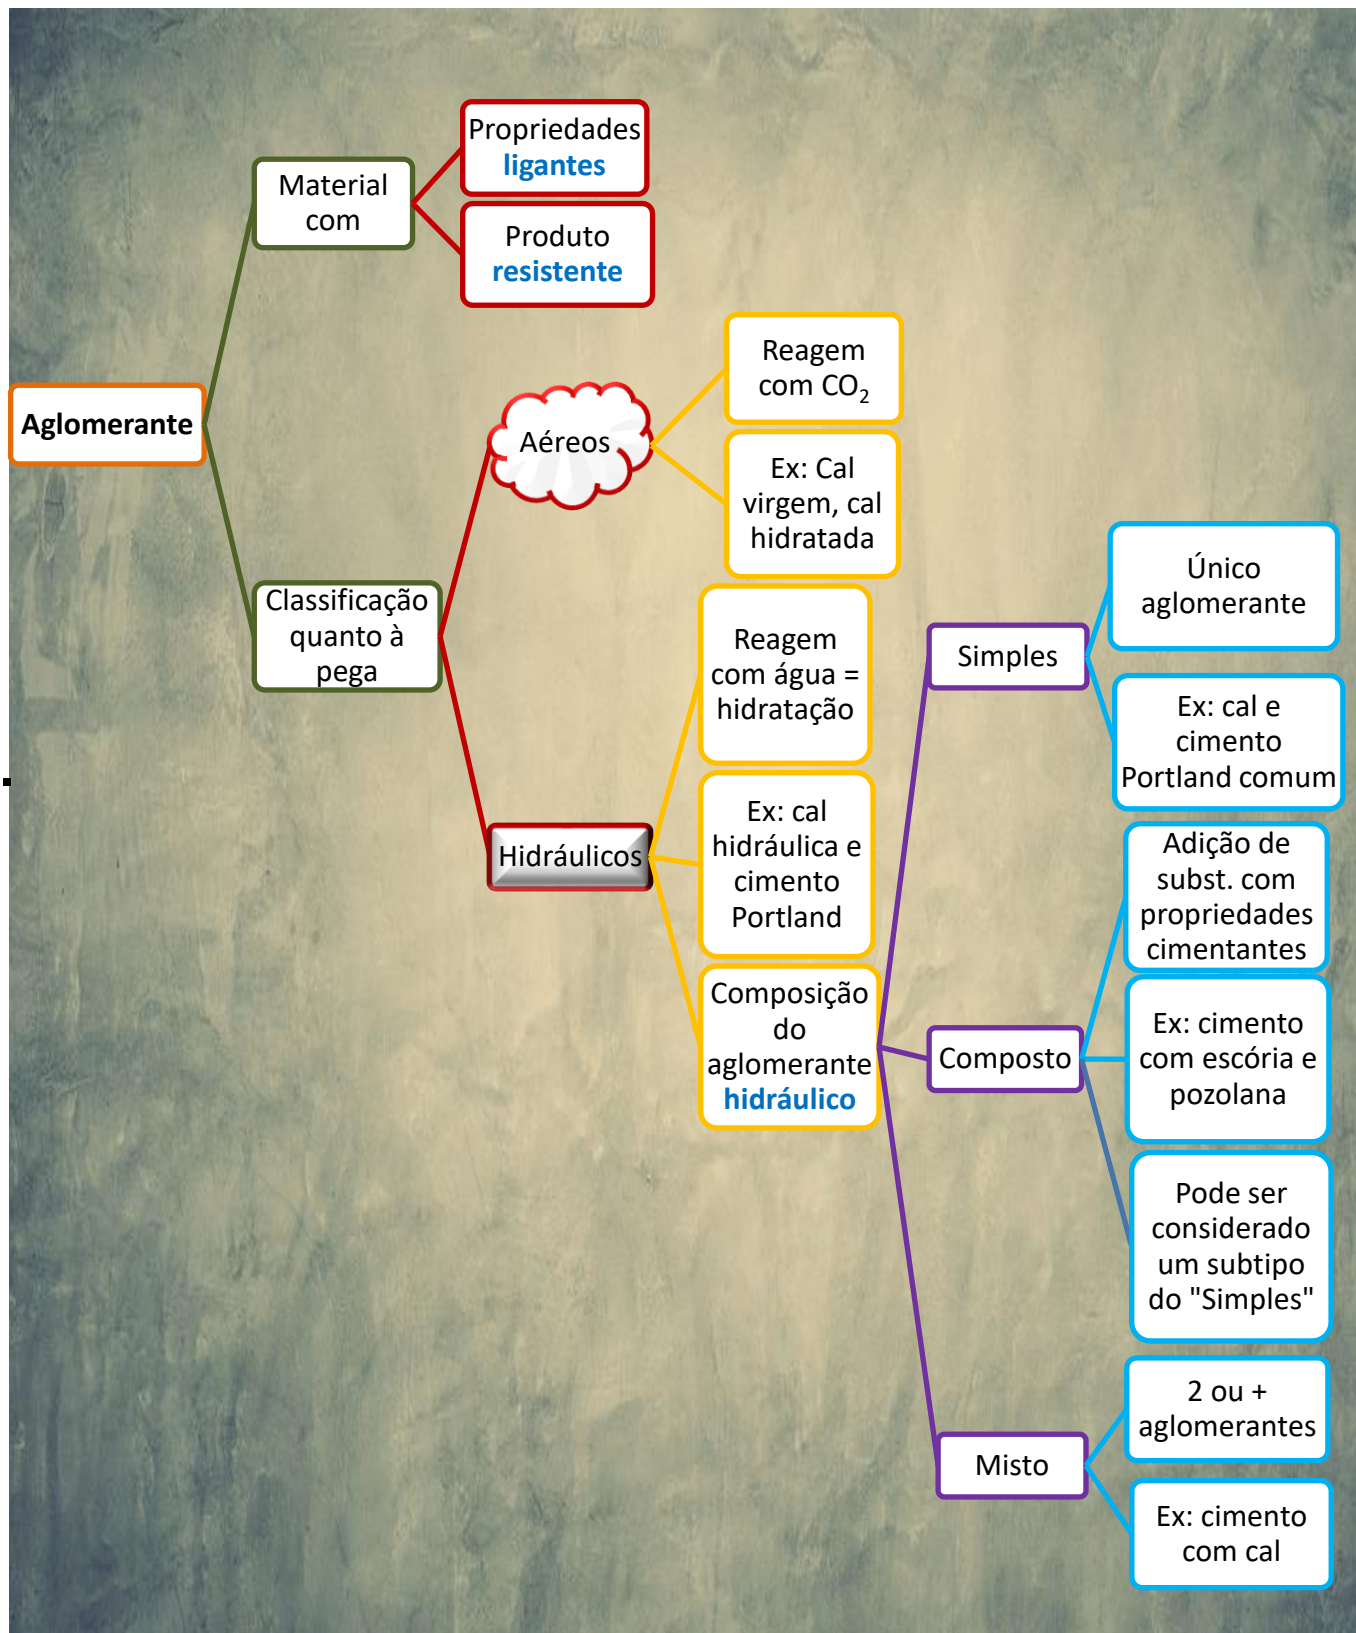 Propriedades
ligantes
Material
com
Produto
resistente
Aglomerante
Reagem
com CO₂
Aéreos
Ex: Cal
virgem, cal
hidratada
Classificação
quanto à
pega
Reagem
com água =
hidratação
Hidráulicos
Ex: cal
hidráulica e
cimento
Portland
Composição
do
aglomerante
hidráulico
Simples
Único
aglomerante
Ex: cal e
cimento
Portland comum
Composto
Adição de
subst. com
propriedades
cimentantes
Ex: cimento
com escória e
pozolana
Pode ser
considerado
um subtipo
do "Simples"
Misto
2 ou +
aglomerantes
Ex: cimento
com cal